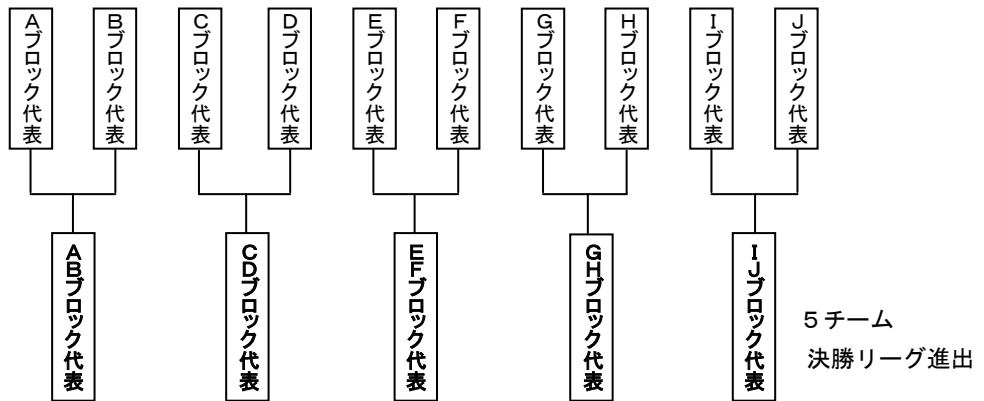 Aブロック代表
Bブロック代表
Cブロック代表
Dブロック代表
Eブロック代表
Fブロック代表
Gブロック代表
Hブロック代表
Iブロック代表
Jブロック代表
ABブロック代表
CDブロック代表
EFブロック代表
GHブロック代表
IJブロック代表
5チーム
決勝リーグ進出